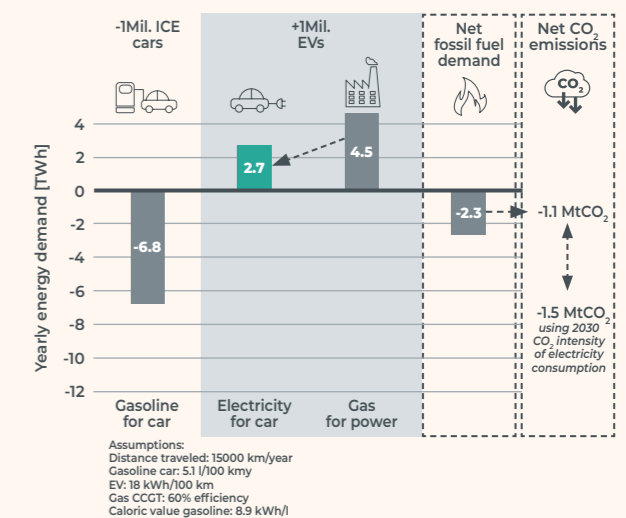 -1Mil. ICE
cars
+1Mil.
EVs
Net
fossil fuel
demand
Net CO2
emissions
CO2
Yearly energy demand [TWh]
4
2
0
-2
-4
-6
-8
-10
-12
-6.8
2.7
4.5
-2.3
-1.1 MtCO2
-1.5 MtCO2
using 2030
CO2 intensity
of electricity
consumption
Gasoline
for car
Electricity
for car
Gas
for power
Assumptions:
Distance traveled: 15000 km/year
Gasoline car: 5.1 l/100 kmy
EV: 18 kWh/100 km
Gas CCGT: 60% efficiency
Caloric value gasoline: 8.9 kWh/l